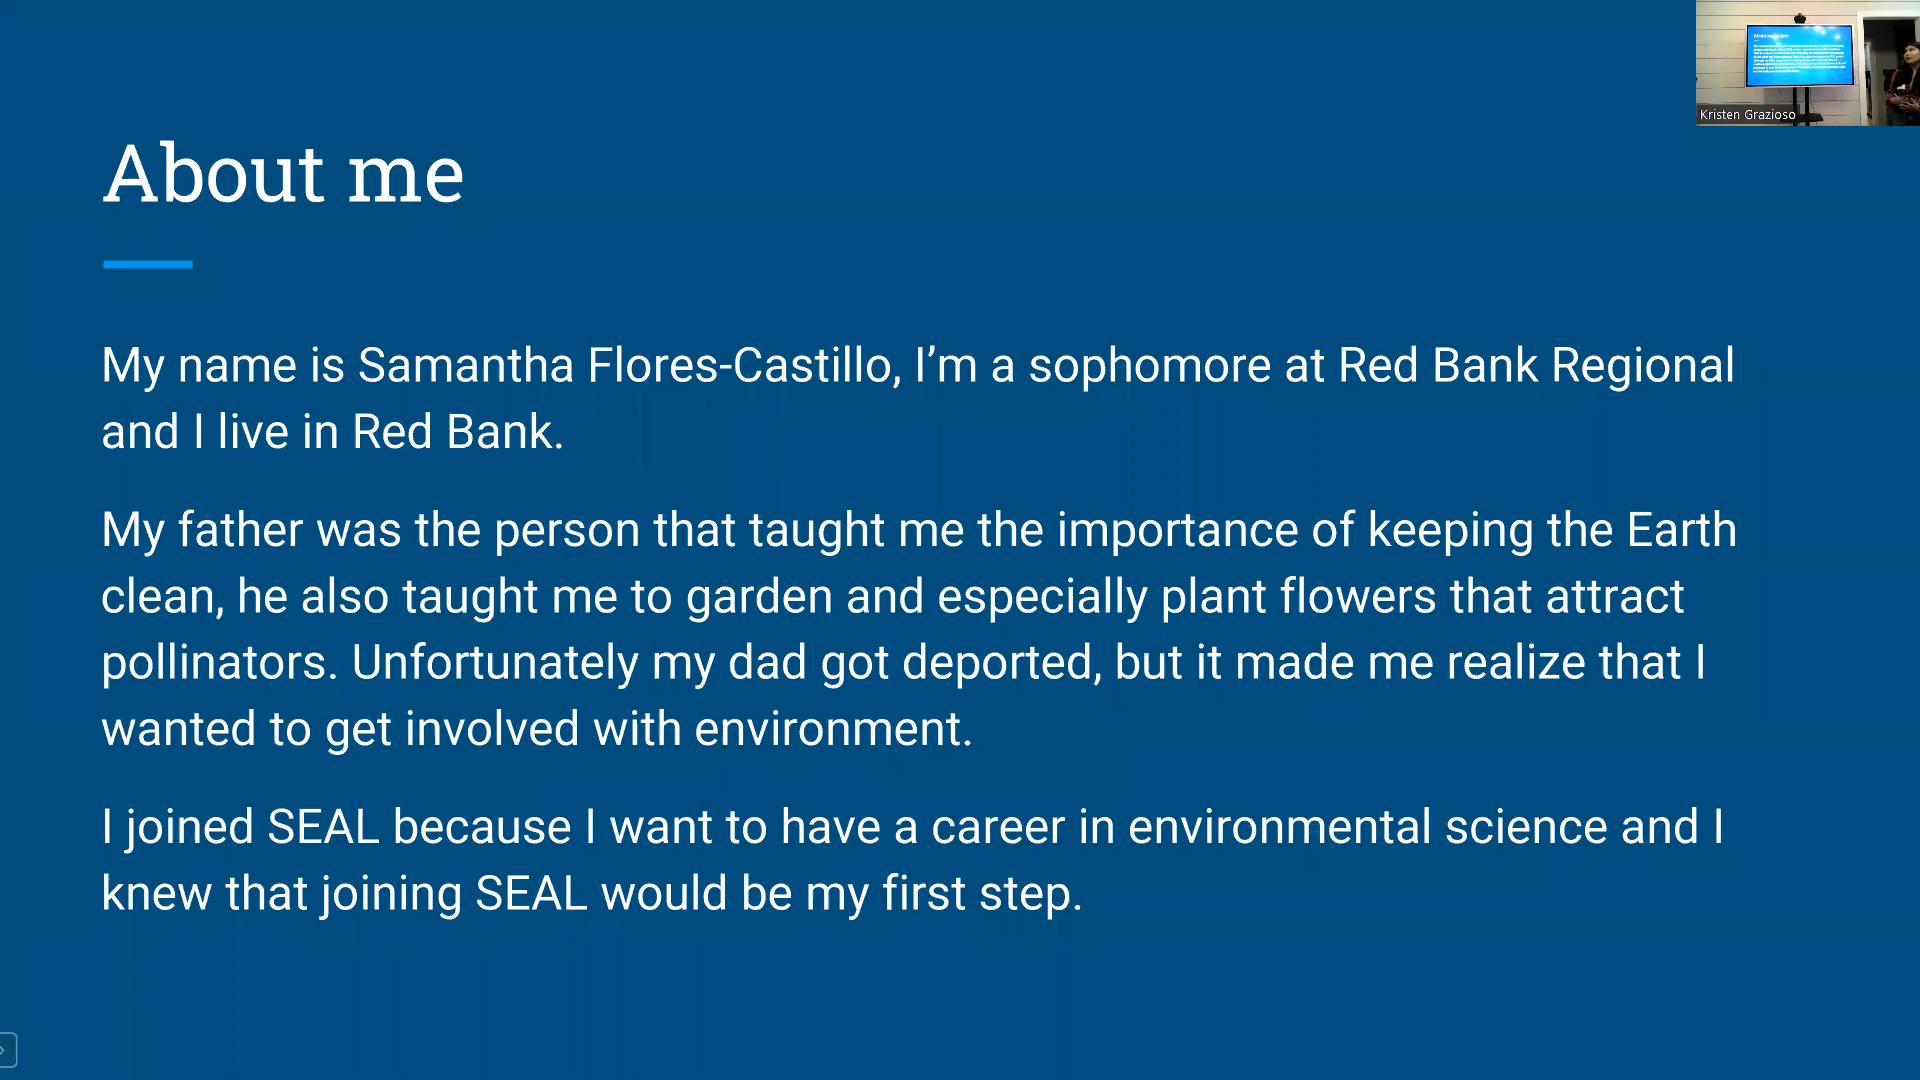 Kristen Grazioso
About me
My name is Samantha Flores-Castillo, I’m a sophomore at Red Bank Regional
and I live in Red Bank.
My father was the person that taught me the importance of keeping the Earth
clean, he also taught me to garden and especially plant flowers that attract
pollinators. Unfortunately my dad got deported, but it made me realize that I
wanted to get involved with environment.
I joined SEAL because I want to have a career in environmental science and I
knew that joining SEAL would be my first step.